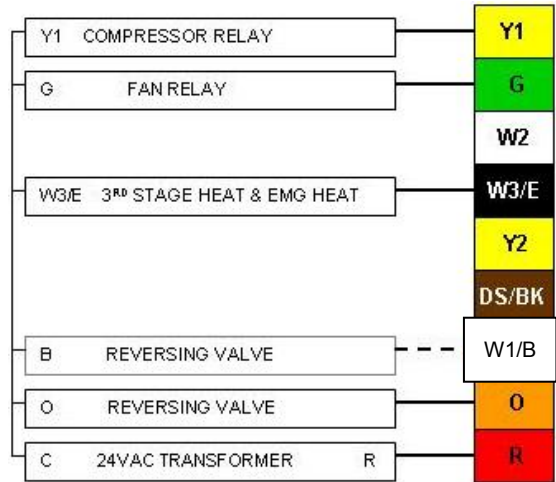 Y1 COMPRESSOR RELAY Y1
G FAN RELAY G
W2
W3/E 3RD STAGE HEAT & EMG HEAT W3/E
Y2
DS/BK
B REVERSING VALVE W1/B
O REVERSING VALVE O
C 24VAC TRANSFORMER R R